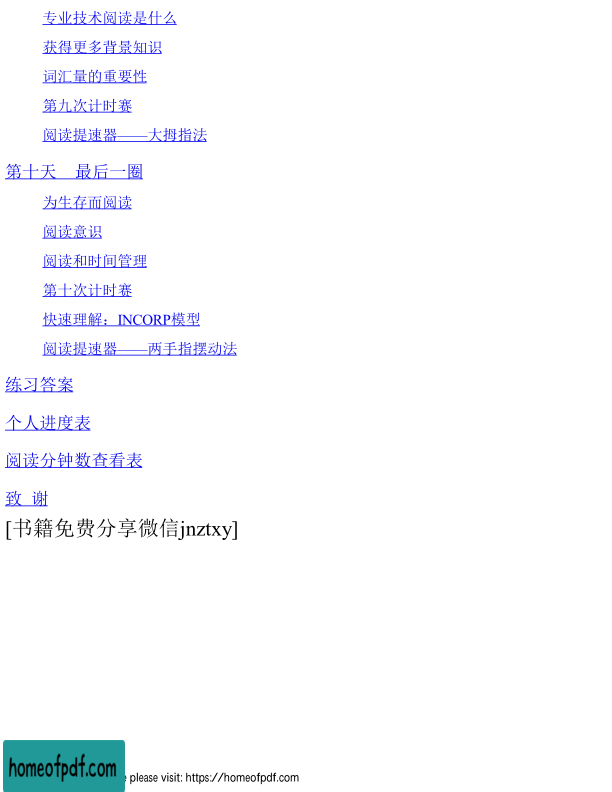 专业技术阅读是什么
获得更多背景知识
词汇量的重要性
第九次计时赛
阅读提速器——大拇指法
第十天　最后一圈
为生存而阅读
阅读意识
阅读和时间管理
第十次计时赛
快速理解：INCORP模型
阅读提速器——两手指摆动法
练习答案
个人进度表
阅读分钟数查看表
致 谢
[书籍免费分享微信jnztxy]
homeofpdf.com
please visit: https://homeofpdf.com